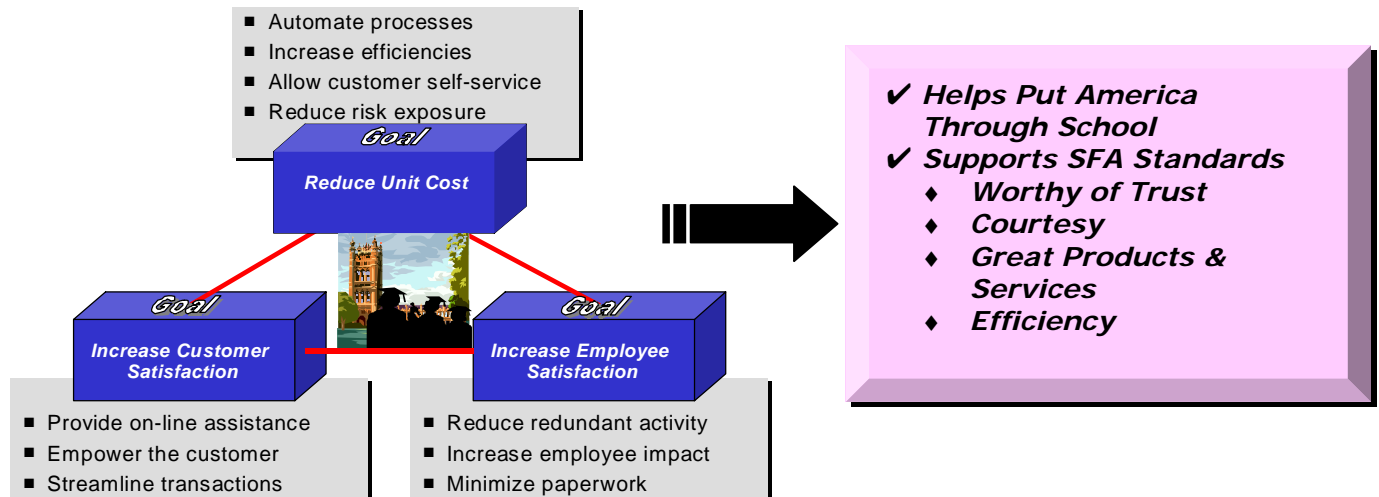 ■ Automate processes
■ Increase efficiencies
■ Allow customer self-service
■ Reduce risk exposure
Goal
Reduce Unit Cost
Goal
Increase Customer
Satisfaction
■ Provide on-line assistance
■ Empower the customer
■ Streamline transactions
Goal
Increase Employee
Satisfaction
■ Reduce redundant activity
■ Increase employee impact
■ Minimize paperwork
✔ Helps Put America
Through School
✔ Supports SFA Standards
♦ Worthy of Trust
♦ Courtesy
♦ Great Products &
Services
♦ Efficiency